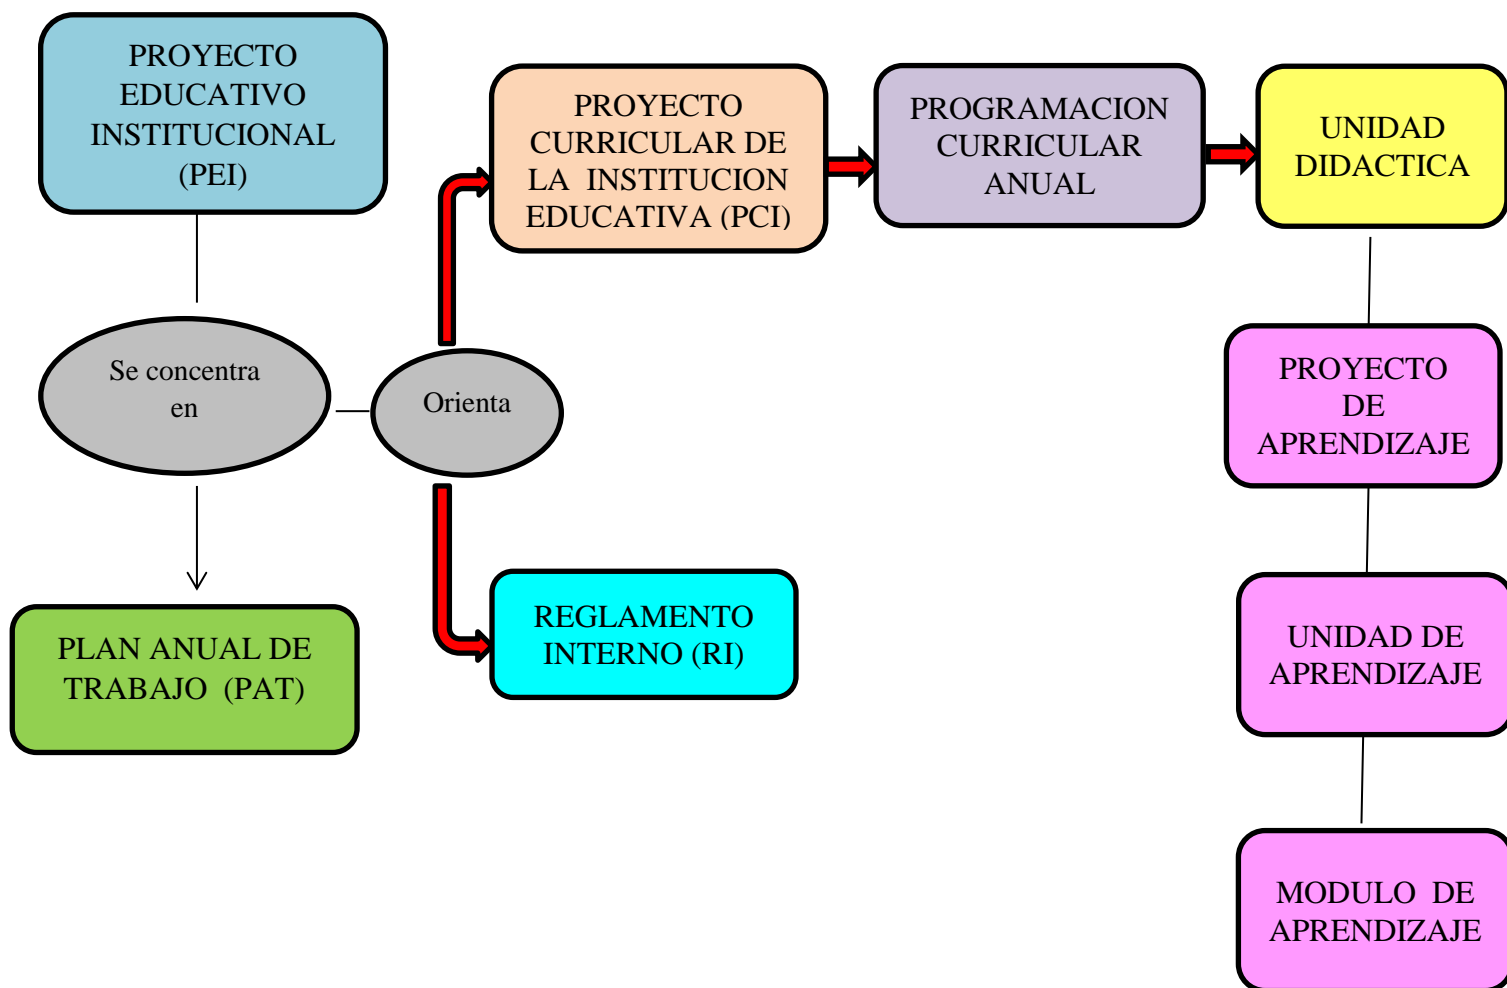 PROYECTO
EDUCATIVO
INSTITUCIONAL
(PEI)
PROYECTO
CURRICULAR DE
LA INSTITUCION
EDUCATIVA (PCI)
PROGRAMACION
CURRICULAR
ANUAL
UNIDAD
DIDACTICA
Se concentra
en
Orienta
PROYECTO
DE
APRENDIZAJE
REGLAMENTO
INTERNO (RI)
PLAN ANUAL DE
TRABAJO (PAT)
UNIDAD DE
APRENDIZAJE
MODULO DE
APRENDIZAJE